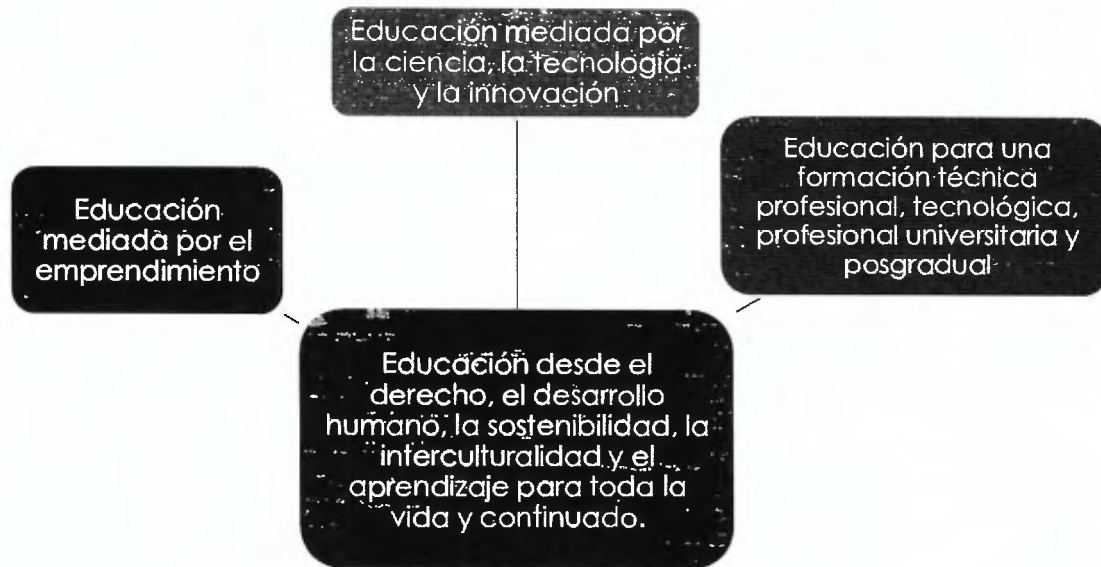 Educación mediada por
la ciencia, la tecnología
y la innovación
Educación para una
formación técnica
profesional, tecnológica,
profesional universitaria y
posgradual
Educación
mediada por el
emprendimiento
Educación desde el
derecho, el desarrollo
humano, la sostenibilidad, la
interculturalidad y el
aprendizaje para toda la
vida y continuado.